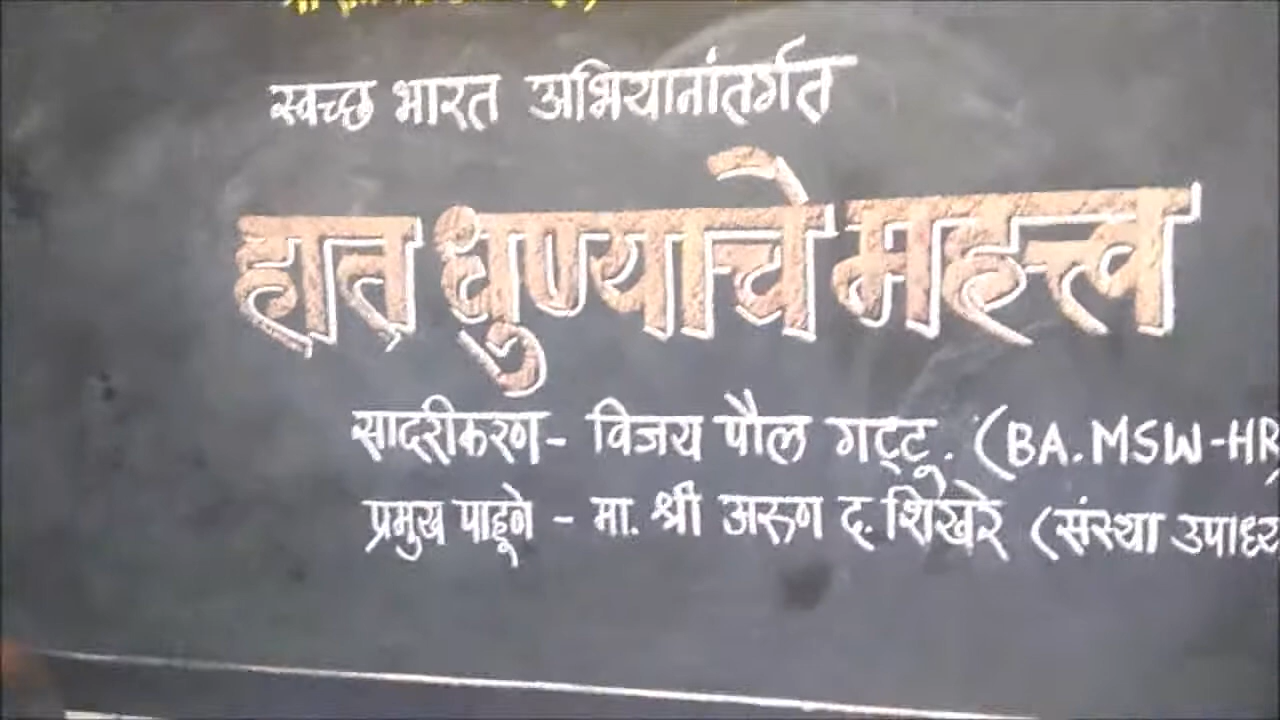 स्वच्छ भारत अभियानांतर्गत
हात धुण्याचे महत्त्व
सादरीकरण - विजय पौल गट्टू. (BA.MSW-HR)
प्रमुख पाहूणे - मा. श्री अरुण द. शिखरे (संस्था